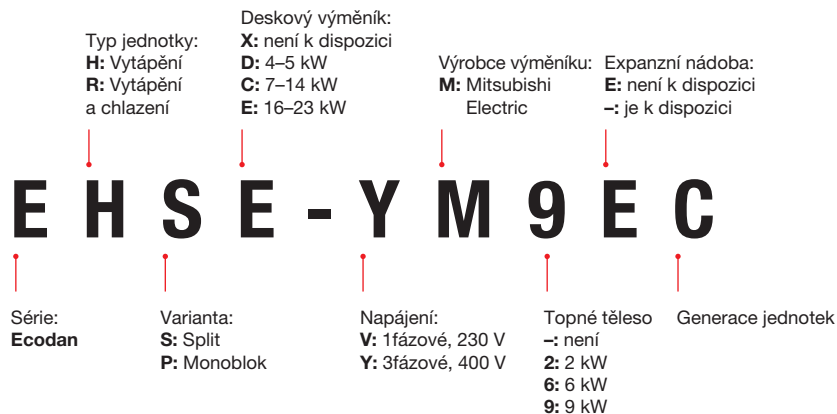 Typ jednotky:
H: Vytápění
R: Vytápění
a chlazení
Deskový výměník:
X: není k dispozici
D: 4–5 kW
C: 7–14 kW
E: 16–23 kW
Výrobce výměníku:
M: Mitsubishi
Electric
Expanzní nádoba:
E: není k dispozici
–: je k dispozici
EHSE-YM9EC
Série:
Ecodan
Varianta:
S: Split
P: Monoblok
Napájení:
V: 1fázové, 230 V
Y: 3fázové, 400 V
Topné těleso
–: není
2: 2 kW
6: 6 kW
9: 9 kW
Generace jednotek